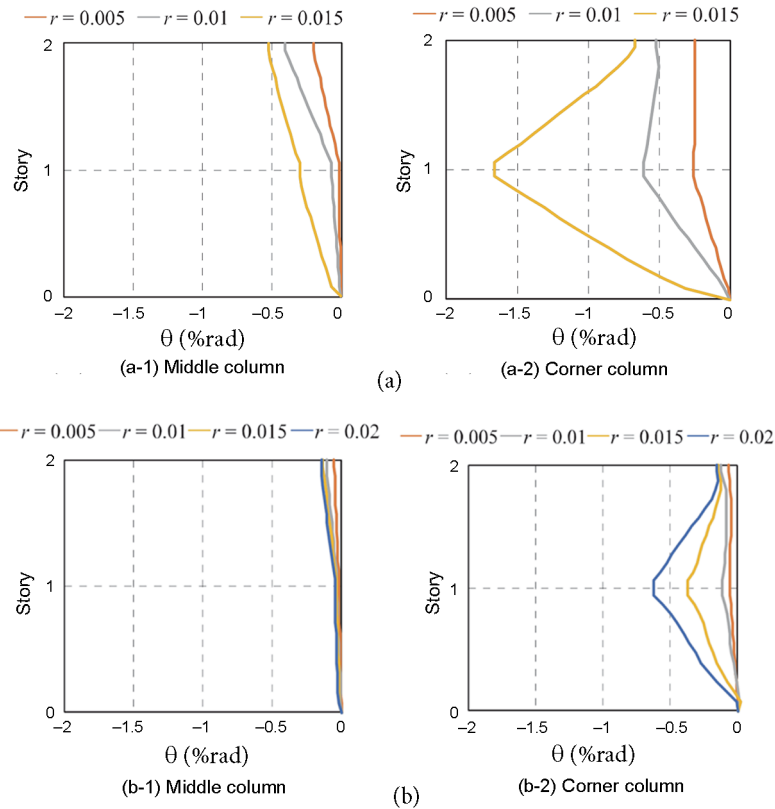 r = 0.005 r = 0.01 r = 0.015
r = 0.005 r = 0.01 r = 0.015
2
1
0
Story
−2 −1.5 −1 −0.5 0
θ (%rad)
(a-1) Middle column
2
1
0
Story
−2 −1.5 −1 −0.5 0
θ (%rad)
(a-2) Corner column
(a)
r = 0.005 r = 0.01 r = 0.015 r = 0.02
r = 0.005 r = 0.01 r = 0.015 r = 0.02
2
1
0
Story
−2 −1.5 −1 −0.5 0
θ (%rad)
(b-1) Middle column
2
1
0
Story
−2 −1.5 −1 −0.5 0
θ (%rad)
(b-2) Corner column
(b)